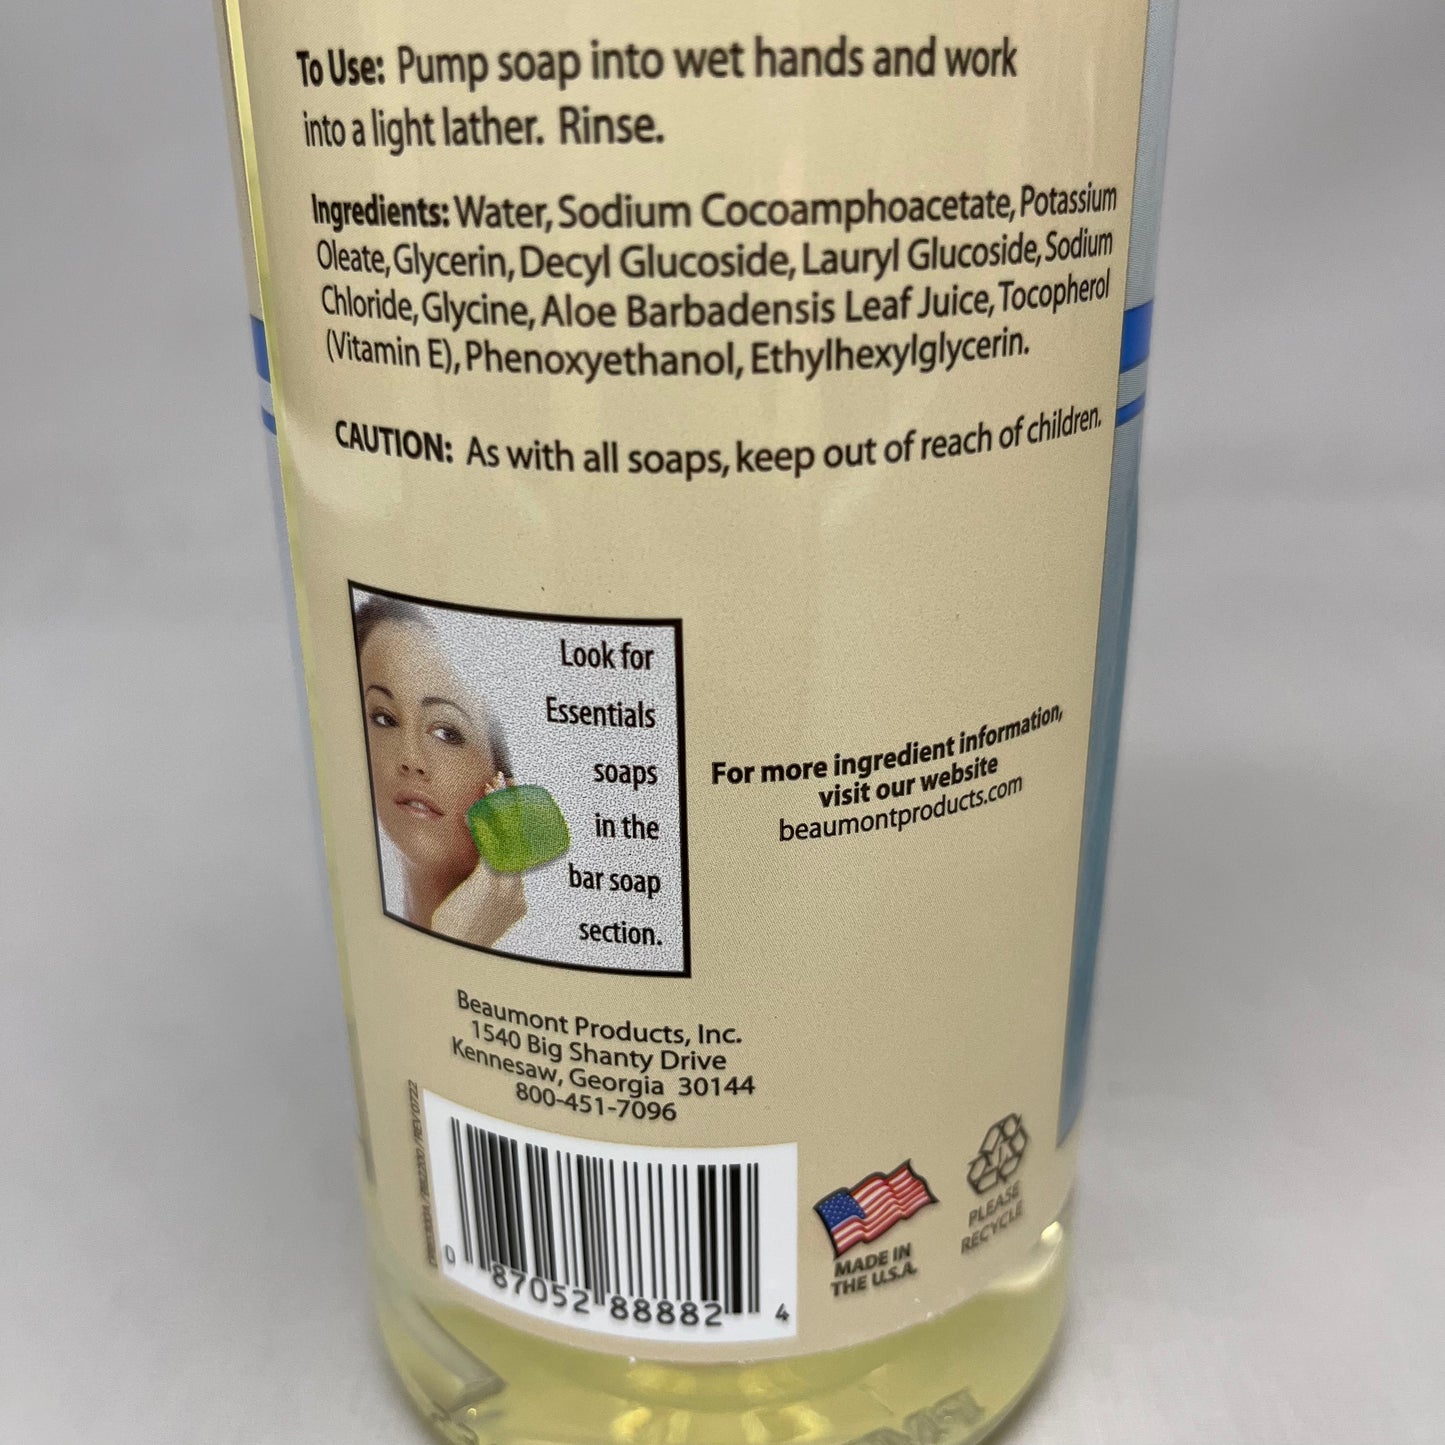 To Use: Pump soap into wet hands and work
into a light lather. Rinse.
Ingredients: Water, Sodium Cocoamphoacetate, Potassium
Oleate, Glycerin, Decyl Glucoside, Lauryl Glucoside, Sodium
Chloride, Glycine, Aloe Barbadensis Leaf Juice, Tocopherol
(Vitamin E), Phenoxyethanol, Ethylhexylglycerin.
CAUTION: As with all soaps, keep out of reach of children.
Look for
Essentials
soaps
in the
bar soap
section.
For more ingredient information,
visit our website
beaumontproducts.com
Beaumont Products, Inc.
1540 Big Shanty Drive
Kennesaw, Georgia 30144
800-451-7096
0 87052 88882 4
MADE IN
THE U.S.A.
PLEASE
RECYCLE